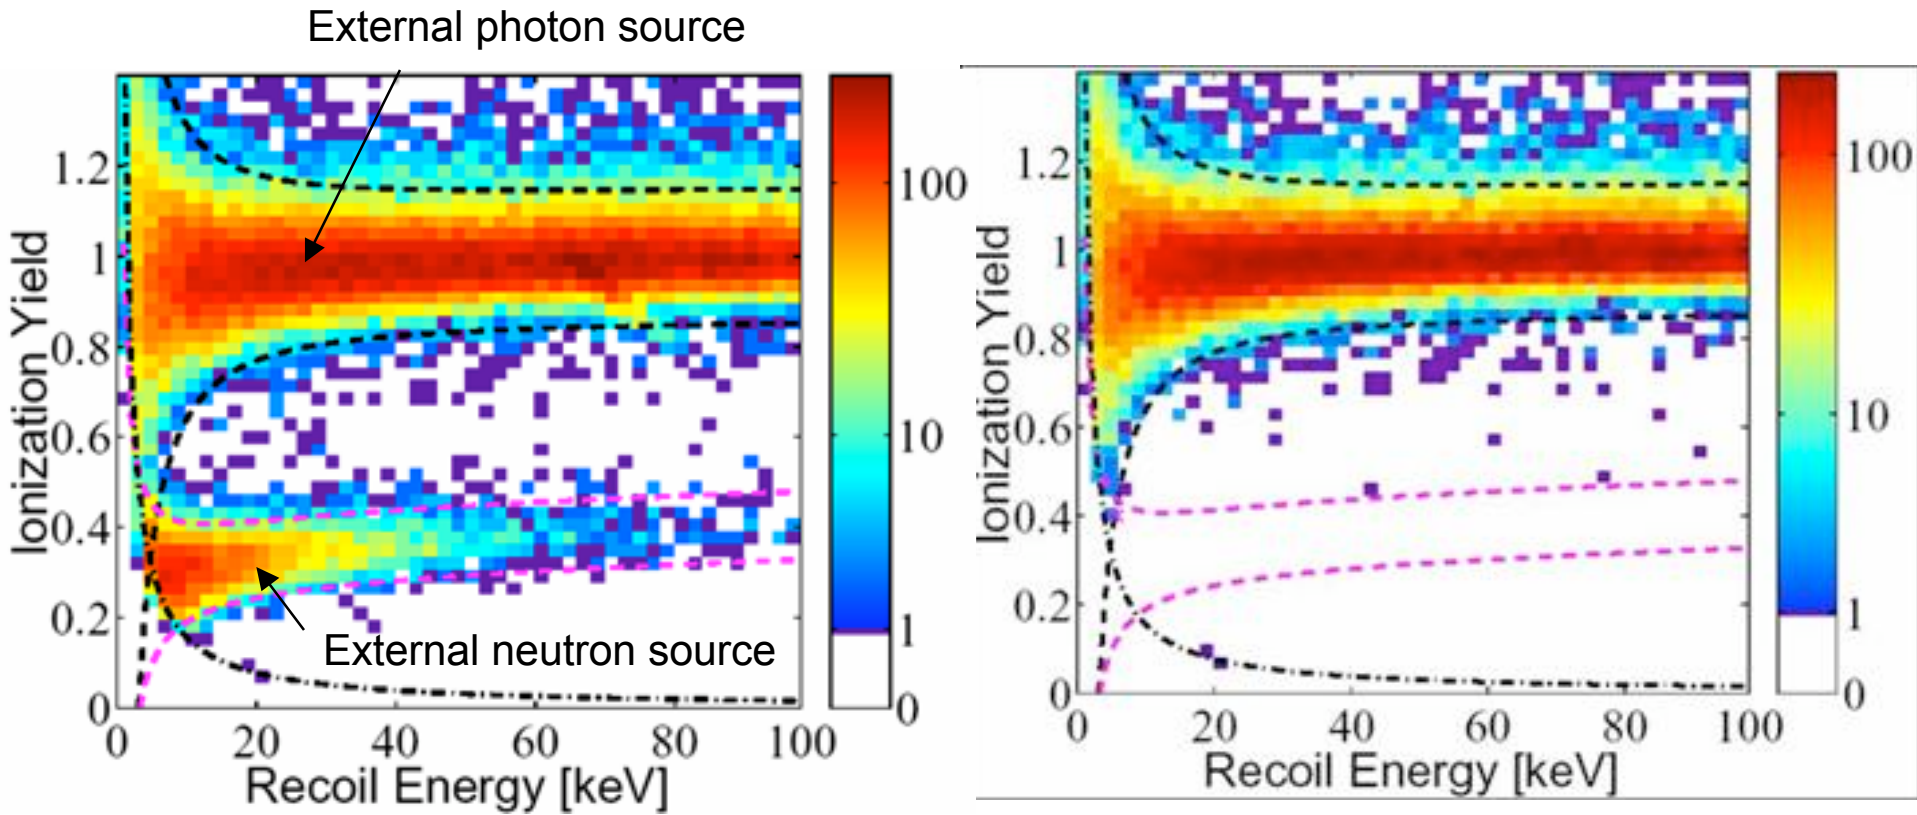 External photon source
1.2
1
0.8
0.6
0.4
0.2
0
Ionization Yield
0 20 40 60 80 100
Recoil Energy [keV]
External neutron source
100
10
1
0
1.2
1
0.8
0.6
0.4
0.2
0
Ionization Yield
0 20 40 60 80 100
Recoil Energy [keV]
100
10
1
0